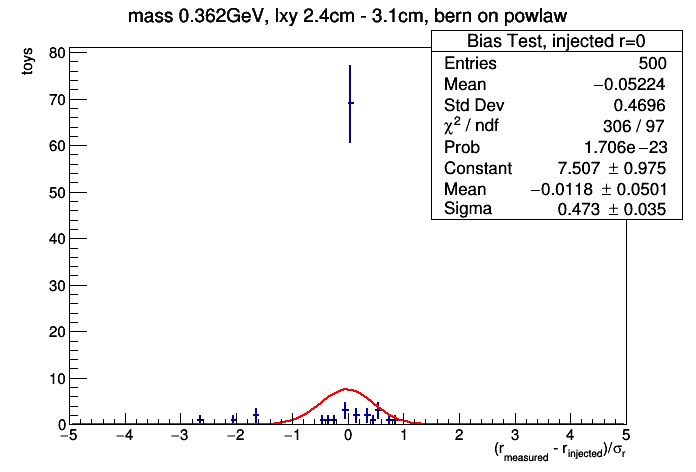 mass 0.362GeV, lxy 2.4cm - 3.1cm, bern on powlaw
toys
Bias Test, injected r=0
Entries 500
Mean −0.05224
Std Dev 0.4696
χ² / ndf 306 / 97
Prob 1.706e−23
Constant 7.507 ± 0.975
Mean −0.0118 ± 0.0501
Sigma 0.473 ± 0.035
80
70
60
50
40
30
20
10
0
−5 −4 −3 −2 −1 0 1 2 3 4 5
(r_measured - r_injected)/σ_r